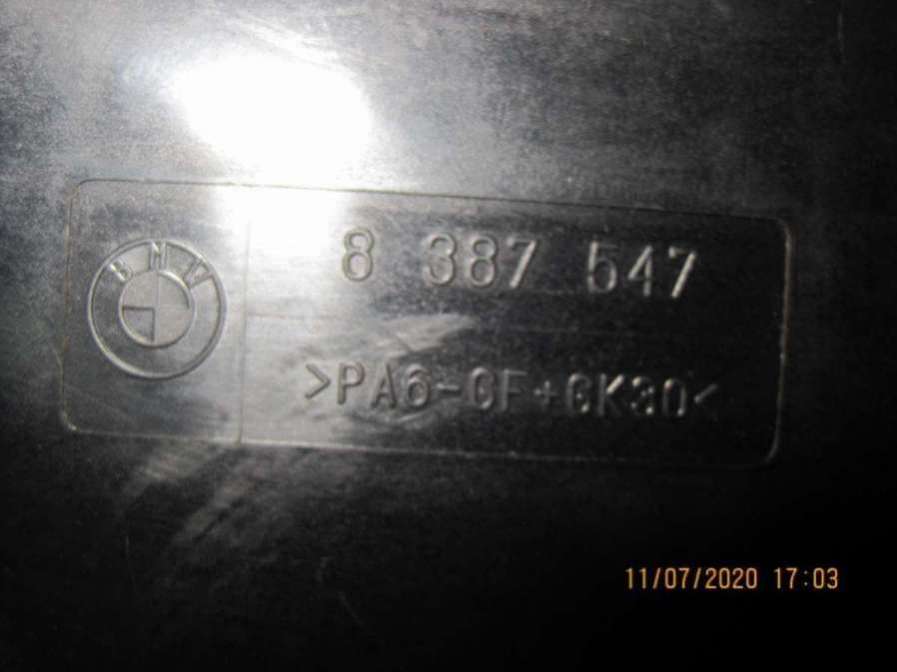 BMW
8 387 547
>PA6-GF+GK30<
11/07/2020 17:03